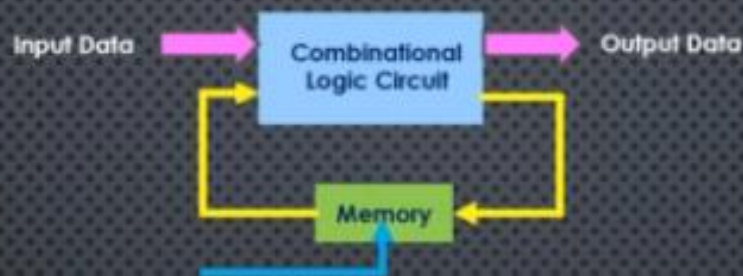 Input Data
Combinational
Logic Circuit
Output Data
Memory